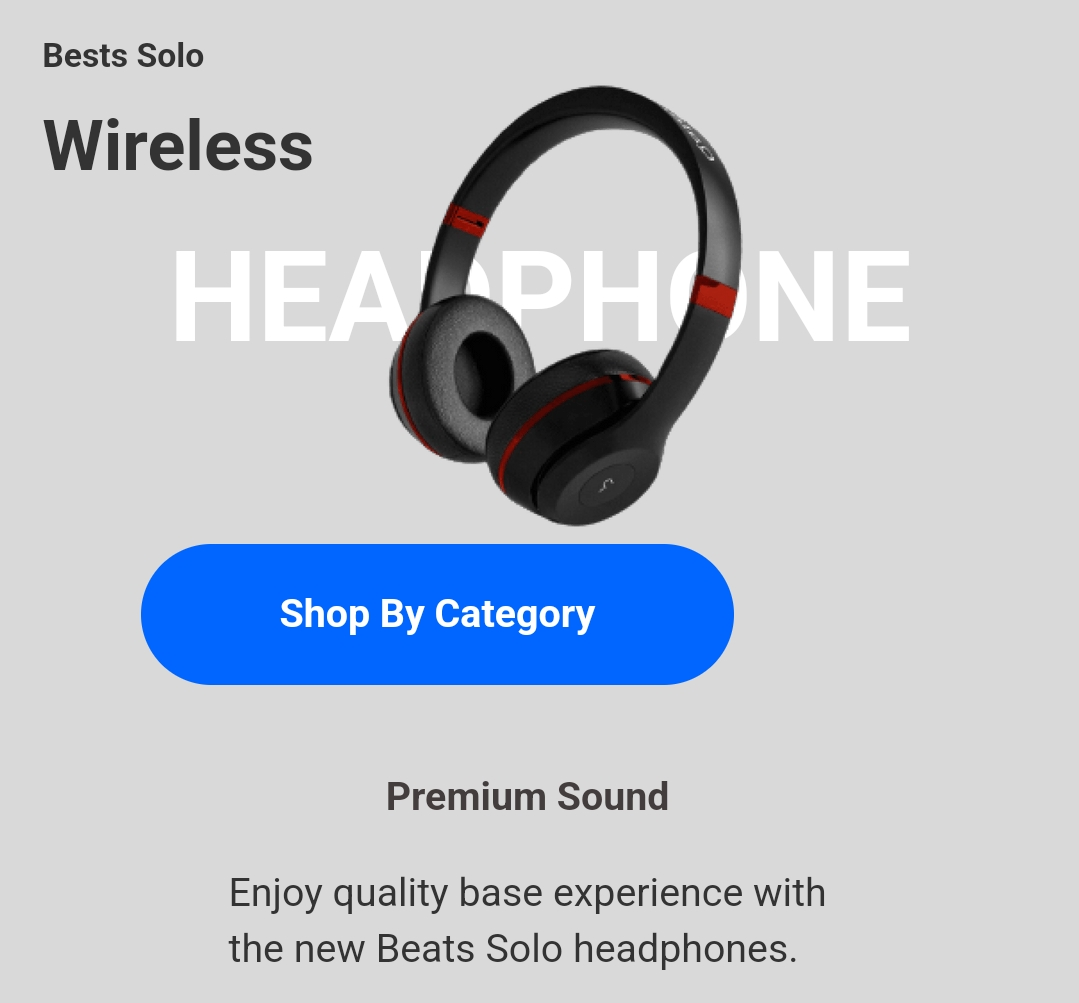 Bests Solo
Wireless
HEADPHONE
Shop By Category
Premium Sound
Enjoy quality base experience with
the new Beats Solo headphones.